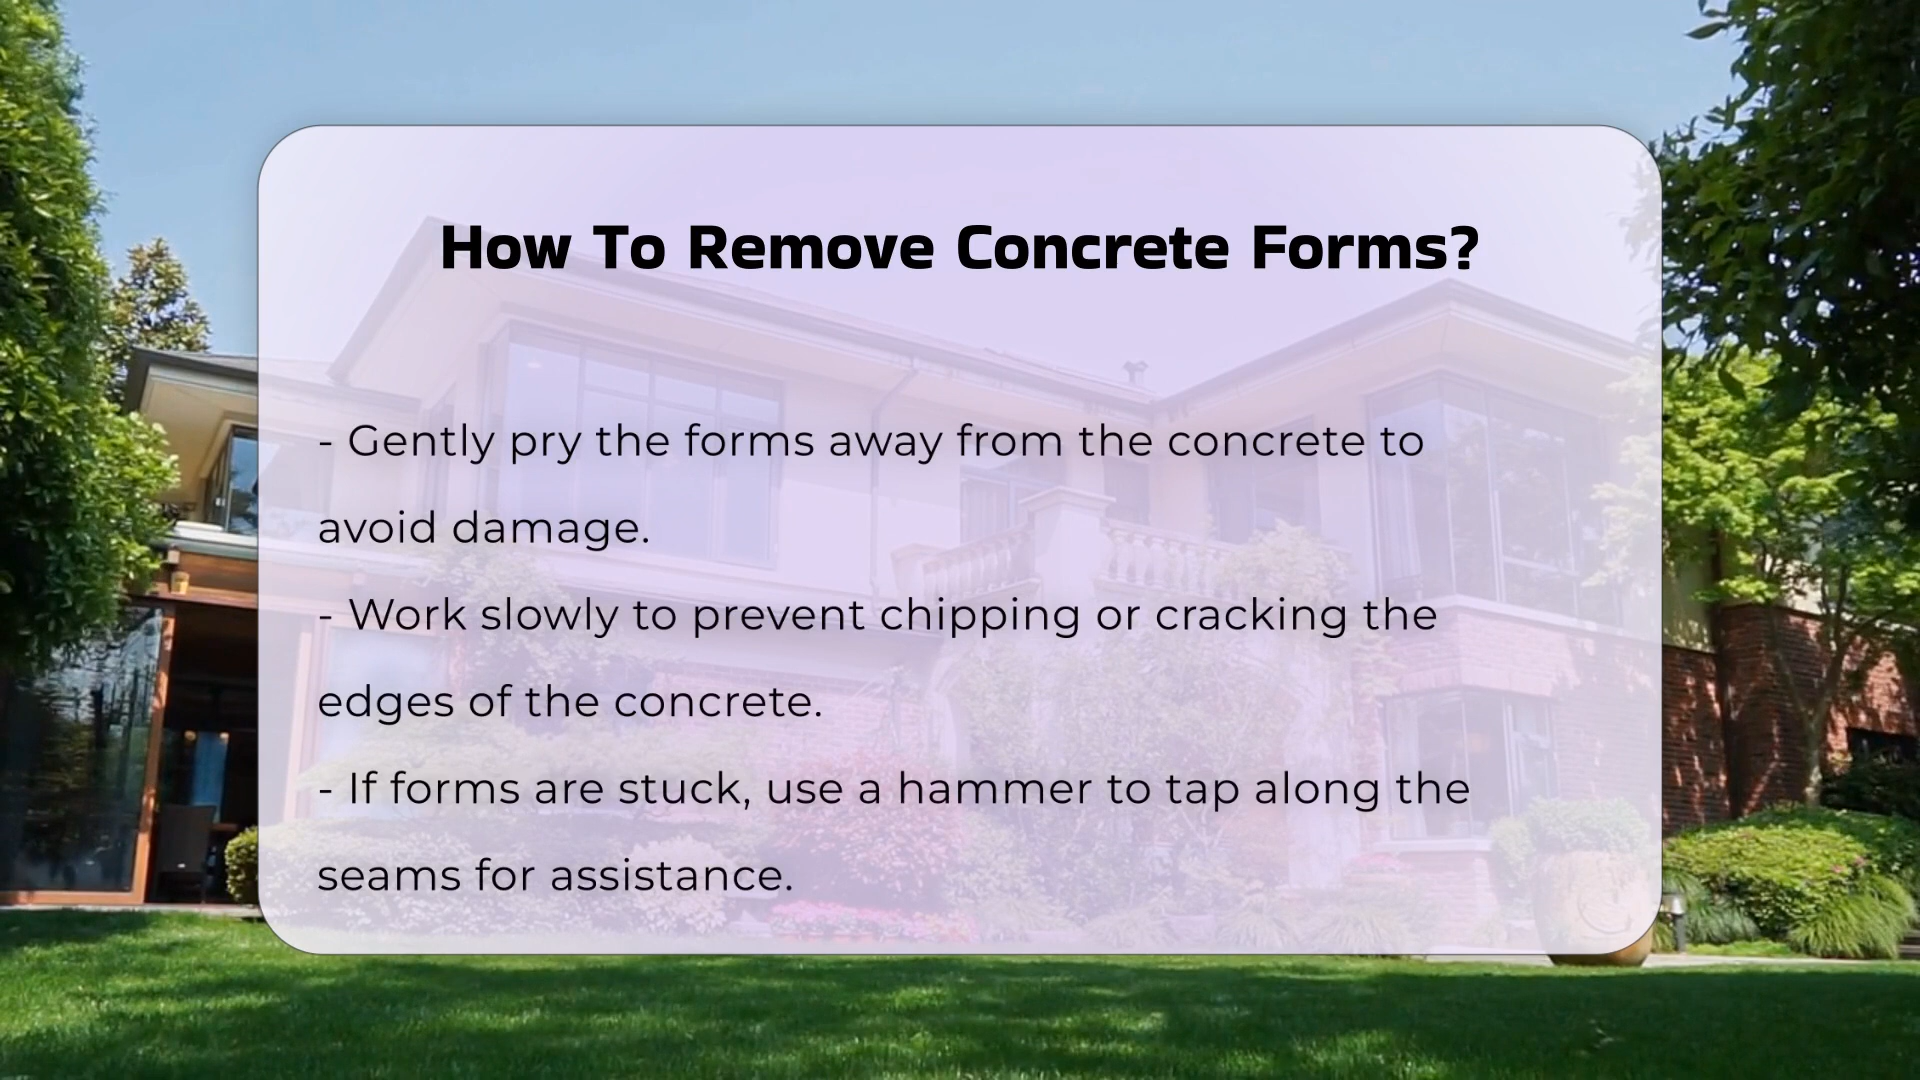 How To Remove Concrete Forms?
- Gently pry the forms away from the concrete to
avoid damage.
- Work slowly to prevent chipping or cracking the
edges of the concrete.
- If forms are stuck, use a hammer to tap along the
seams for assistance.